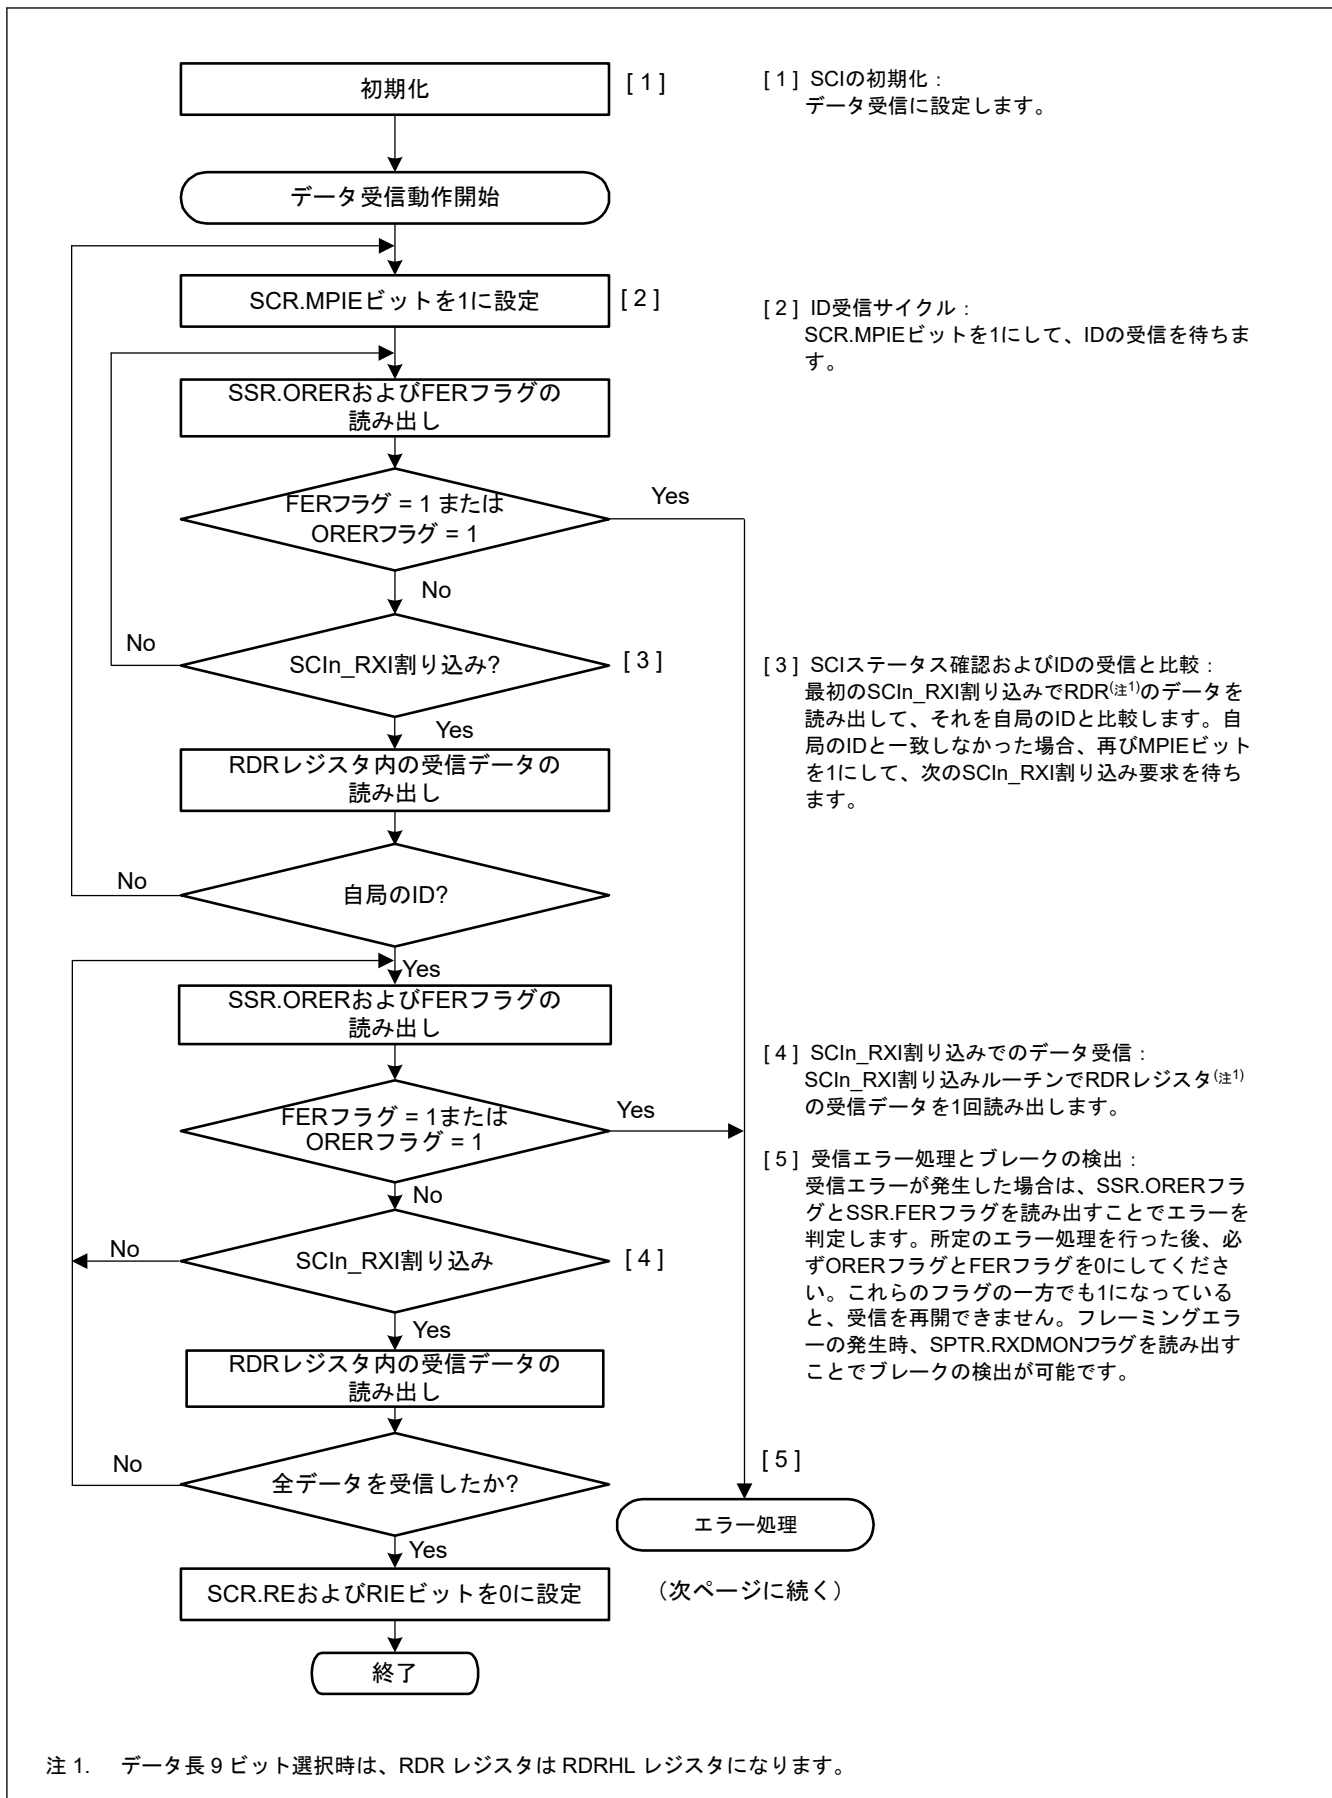 初期化
[ 1 ]
データ受信動作開始
SCR.MPIEビットを1に設定
[ 2 ]
SSR.ORERおよびFERフラグの
読み出し
FERフラグ = 1 または
ORERフラグ = 1
Yes
No
SCIn_RXI割り込み?
No
[ 3 ]
Yes
RDRレジスタ内の受信データの
読み出し
自局のID?
No
Yes
SSR.ORERおよびFERフラグの
読み出し
FERフラグ = 1または
ORERフラグ = 1
Yes
No
SCIn_RXI割り込み
No
[ 4 ]
Yes
RDRレジスタ内の受信データの
読み出し
全データを受信したか?
No
[ 5 ]
エラー処理
Yes
SCR.REおよびRIEビットを0に設定
（次ページに続く）
終了
[ 1 ] SCIの初期化：
データ受信に設定します。
[ 2 ] ID受信サイクル：
SCR.MPIEビットを1にして、IDの受信を待ちま
す。
[ 3 ] SCIステータス確認およびIDの受信と比較：
最初のSCIn_RXI割り込みでRDR(注1)のデータを
読み出して、それを自局のIDと比較します。自
局のIDと一致しなかった場合、再びMPIEビット
を1にして、次のSCIn_RXI割り込み要求を待ち
ます。
[ 4 ] SCIn_RXI割り込みでのデータ受信：
SCIn_RXI割り込みルーチンでRDRレジスタ(注1)
の受信データを1回読み出します。
[ 5 ] 受信エラー処理とブレークの検出：
受信エラーが発生した場合は、SSR.ORERフラ
グとSSR.FERフラグを読み出すことでエラーを
判定します。所定のエラー処理を行った後、必
ずORERフラグとFERフラグを0にしてくださ
い。これらのフラグの一方でも1になっている
と、受信を再開できません。フレーミングエラ
ーの発生時、SPTR.RXDMONフラグを読み出す
ことでブレークの検出が可能です。
注 1. データ長 9 ビット選択時は、RDR レジスタは RDRHL レジスタになります。